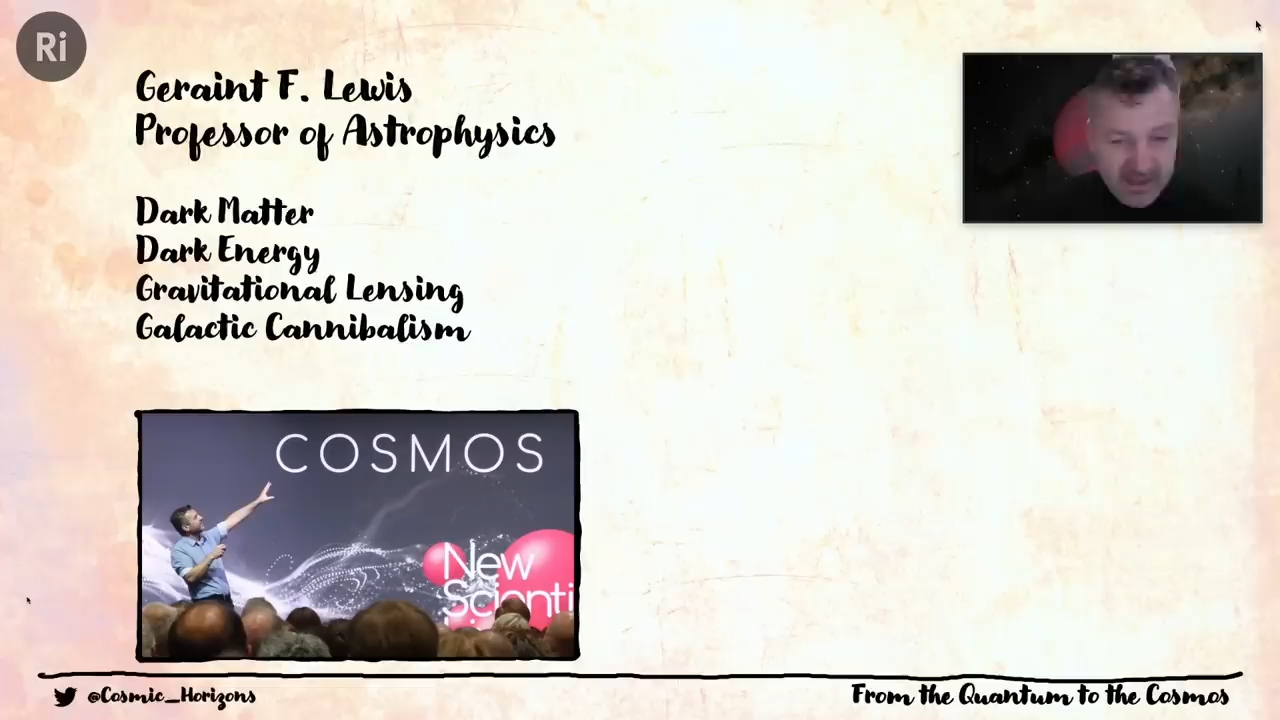 Ri
Geraint F. Lewis
Professor of Astrophysics
Dark Matter
Dark Energy
Gravitational Lensing
Galactic Cannibalism
COSMOS
New
Scienti
@Cosmic_Horizons
From the Quantum to the Cosmos